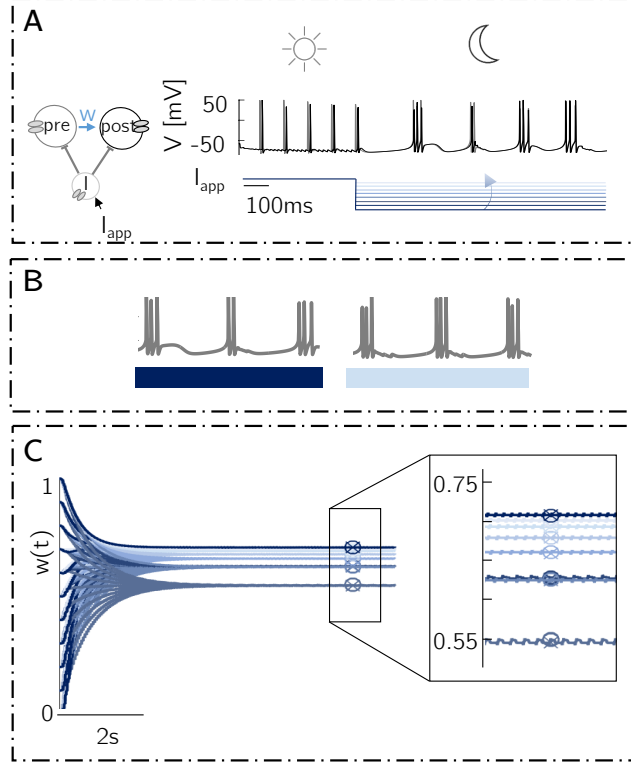 A
pre
w
post
I
I app
V [mV]
50
-50
I app
100ms
B
C
w(t)
1
0
2s
0.75
0.55